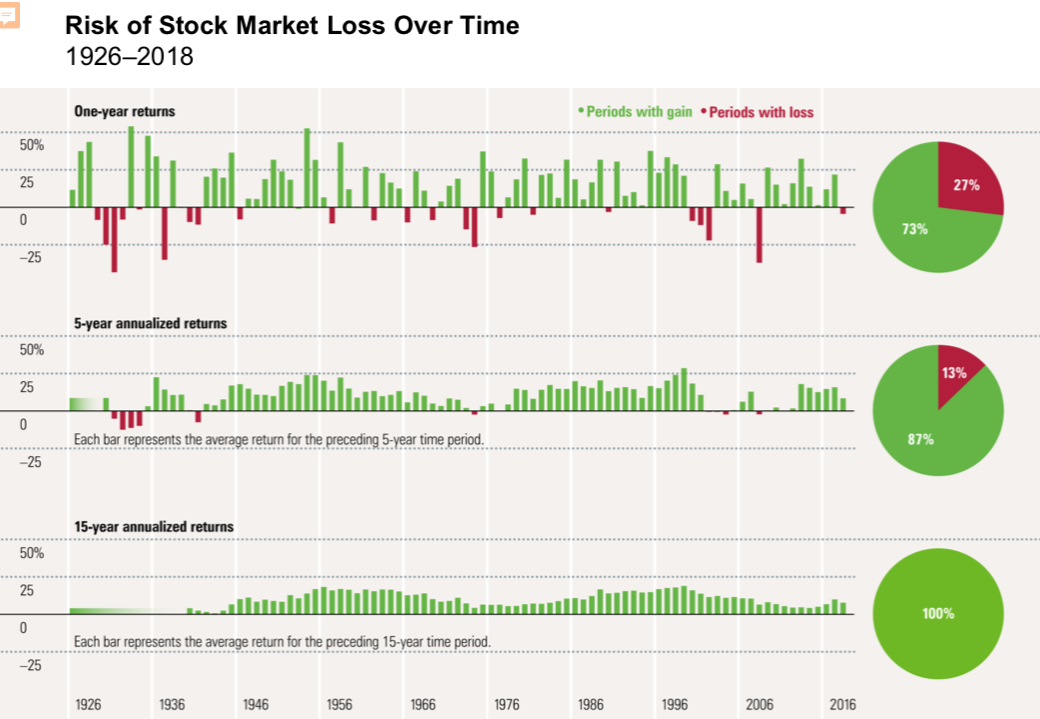 Risk of Stock Market Loss Over Time
1926–2018
One-year returns
• Periods with gain • Periods with loss
50%
25
0
–25
27%
73%
5-year annualized returns
50%
25
0
–25
Each bar represents the average return for the preceding 5-year time period.
13%
87%
15-year annualized returns
50%
25
0
–25
Each bar represents the average return for the preceding 15-year time period.
100%
1926 1936 1946 1956 1966 1976 1986 1996 2006 2016